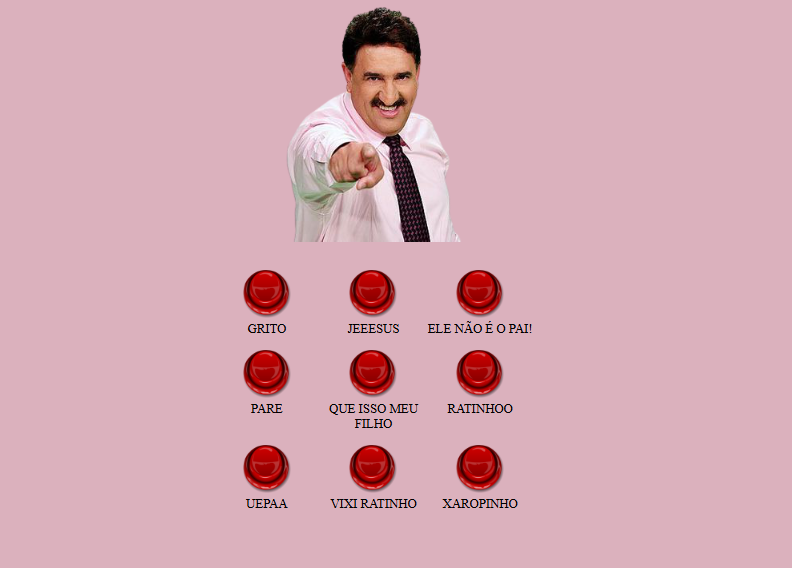 GRITO
JEEESUS
ELE NÃO É O PAI!
PARE
QUE ISSO MEU
FILHO
RATINHOO
UEPAA
VIXI RATINHO
XAROPINHO